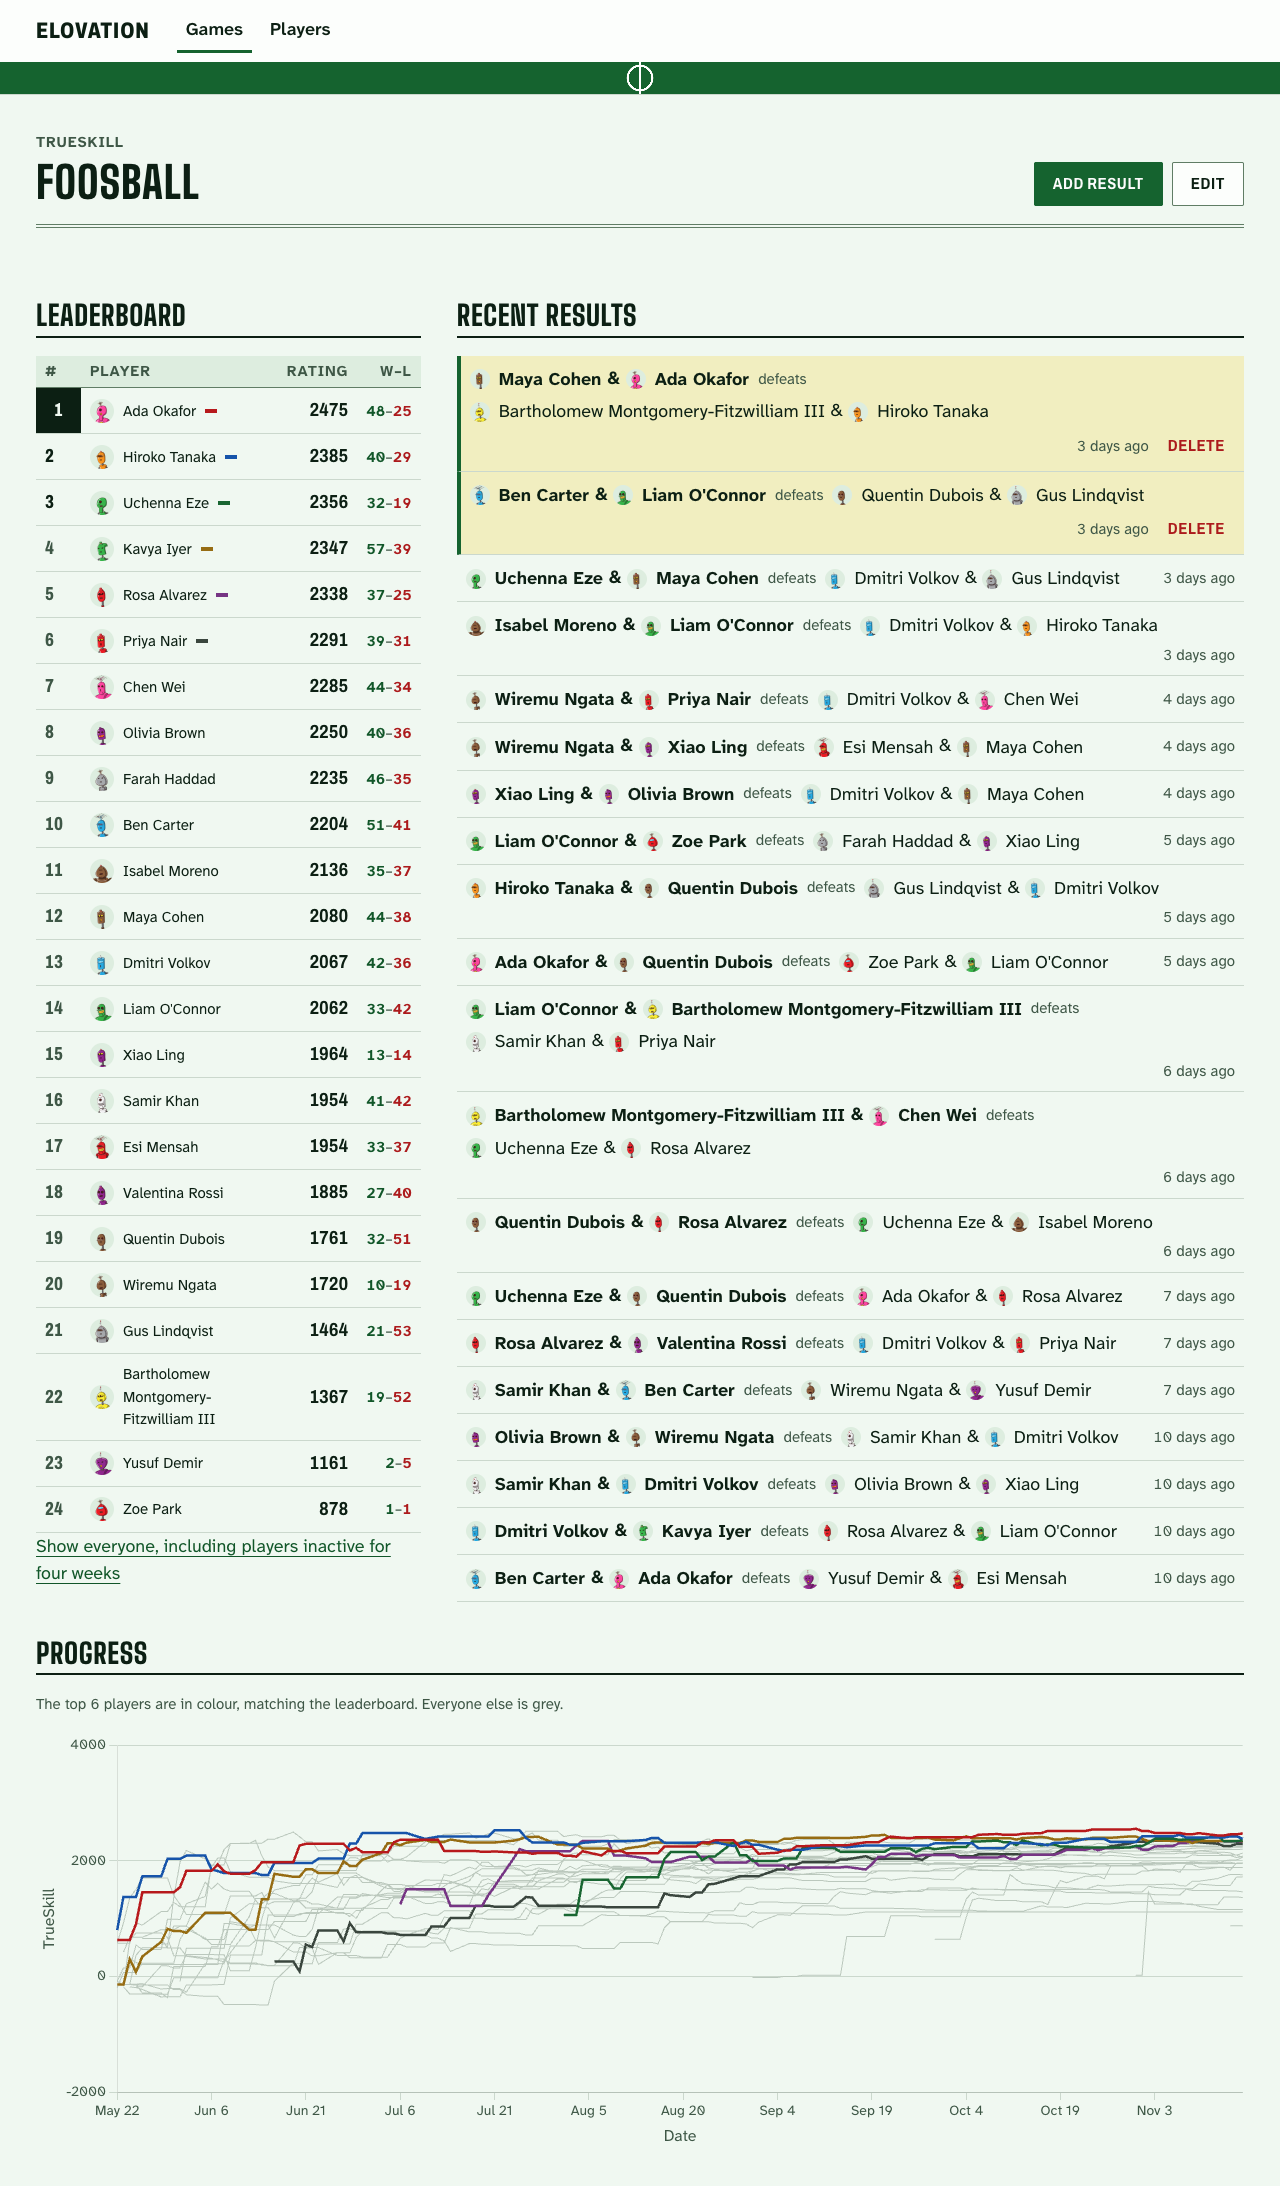 ELOVATION Games Players
TRUESKILL
FOOSBALL
ADD RESULT EDIT
LEADERBOARD
# PLAYER RATING W–L
1 Ada Okafor 2475 48–25
2 Hiroko Tanaka 2385 40–29
3 Uchenna Eze 2356 32–19
4 Kavya Iyer 2347 57–39
5 Rosa Alvarez 2338 37–25
6 Priya Nair 2291 39–31
7 Chen Wei 2285 44–34
8 Olivia Brown 2250 40–36
9 Farah Haddad 2235 46–35
10 Ben Carter 2204 51–41
11 Isabel Moreno 2136 35–37
12 Maya Cohen 2080 44–38
13 Dmitri Volkov 2067 42–36
14 Liam O'Connor 2062 33–42
15 Xiao Ling 1964 13–14
16 Samir Khan 1954 41–42
17 Esi Mensah 1954 33–37
18 Valentina Rossi 1885 27–40
19 Quentin Dubois 1761 32–51
20 Wiremu Ngata 1720 10–19
21 Gus Lindqvist 1464 21–53
Bartholomew
22 Montgomery- 1367 19–52
Fitzwilliam III
23 Yusuf Demir 1161 2–5
24 Zoe Park 878 1–1
Show everyone, including players inactive for
four weeks
RECENT RESULTS
Maya Cohen & Ada Okafor defeats
Bartholomew Montgomery-Fitzwilliam III & Hiroko Tanaka
3 days ago DELETE
Ben Carter & Liam O'Connor defeats Quentin Dubois & Gus Lindqvist
3 days ago DELETE
Uchenna Eze & Maya Cohen defeats Dmitri Volkov & Gus Lindqvist 3 days ago
Isabel Moreno & Liam O'Connor defeats Dmitri Volkov & Hiroko Tanaka
3 days ago
Wiremu Ngata & Priya Nair defeats Dmitri Volkov & Chen Wei 4 days ago
Wiremu Ngata & Xiao Ling defeats Esi Mensah & Maya Cohen 4 days ago
Xiao Ling & Olivia Brown defeats Dmitri Volkov & Maya Cohen 4 days ago
Liam O'Connor & Zoe Park defeats Farah Haddad & Xiao Ling 5 days ago
Hiroko Tanaka & Quentin Dubois defeats Gus Lindqvist & Dmitri Volkov
5 days ago
Ada Okafor & Quentin Dubois defeats Zoe Park & Liam O'Connor 5 days ago
Liam O'Connor & Bartholomew Montgomery-Fitzwilliam III defeats
Samir Khan & Priya Nair
6 days ago
Bartholomew Montgomery-Fitzwilliam III & Chen Wei defeats
Uchenna Eze & Rosa Alvarez
6 days ago
Quentin Dubois & Rosa Alvarez defeats Uchenna Eze & Isabel Moreno
6 days ago
Uchenna Eze & Quentin Dubois defeats Ada Okafor & Rosa Alvarez 7 days ago
Rosa Alvarez & Valentina Rossi defeats Dmitri Volkov & Priya Nair 7 days ago
Samir Khan & Ben Carter defeats Wiremu Ngata & Yusuf Demir 7 days ago
Olivia Brown & Wiremu Ngata defeats Samir Khan & Dmitri Volkov 10 days ago
Samir Khan & Dmitri Volkov defeats Olivia Brown & Xiao Ling 10 days ago
Dmitri Volkov & Kavya Iyer defeats Rosa Alvarez & Liam O'Connor 10 days ago
Ben Carter & Ada Okafor defeats Yusuf Demir & Esi Mensah 10 days ago
PROGRESS
The top 6 players are in colour, matching the leaderboard. Everyone else is grey.
4000
2000
0
-2000
TrueSkill
May 22 Jun 6 Jun 21 Jul 6 Jul 21 Aug 5 Aug 20 Sep 4 Sep 19 Oct 4 Oct 19 Nov 3
Date